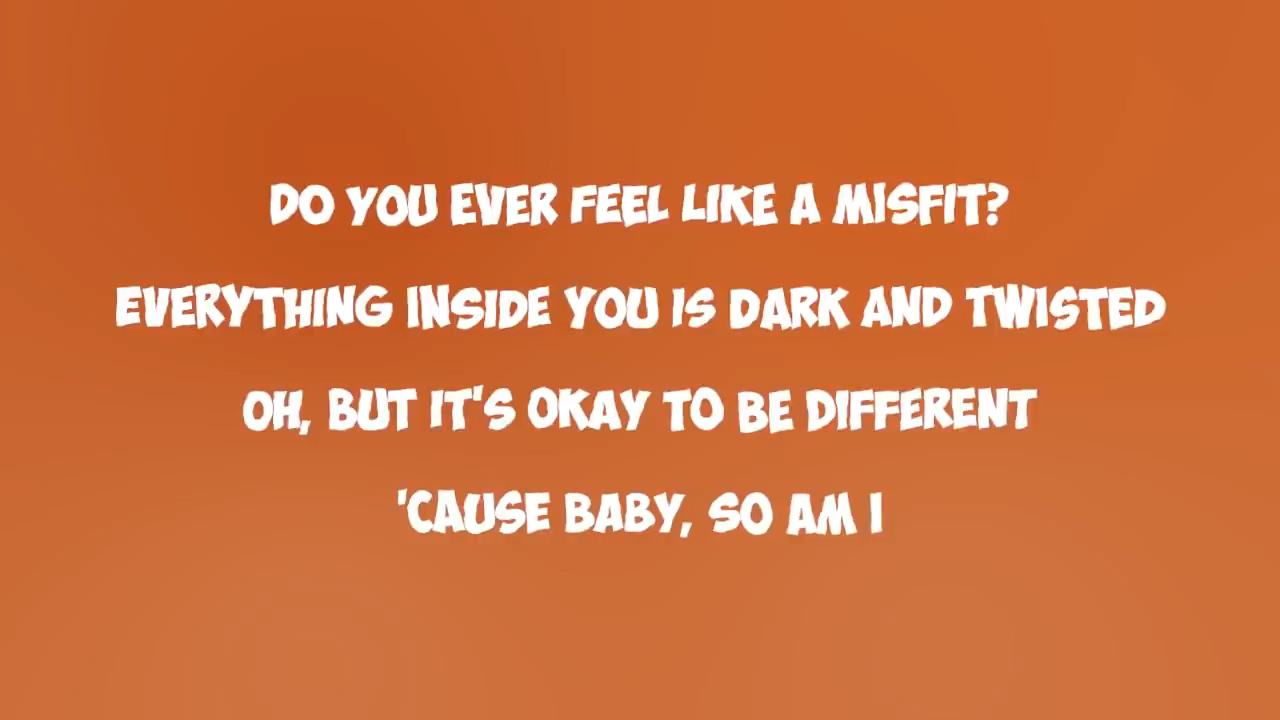 DO YOU EVER FEEL LIKE A MISFIT?
EVERYTHING INSIDE YOU IS DARK AND TWISTED
OH, BUT IT'S OKAY TO BE DIFFERENT
'CAUSE BABY, SO AM I